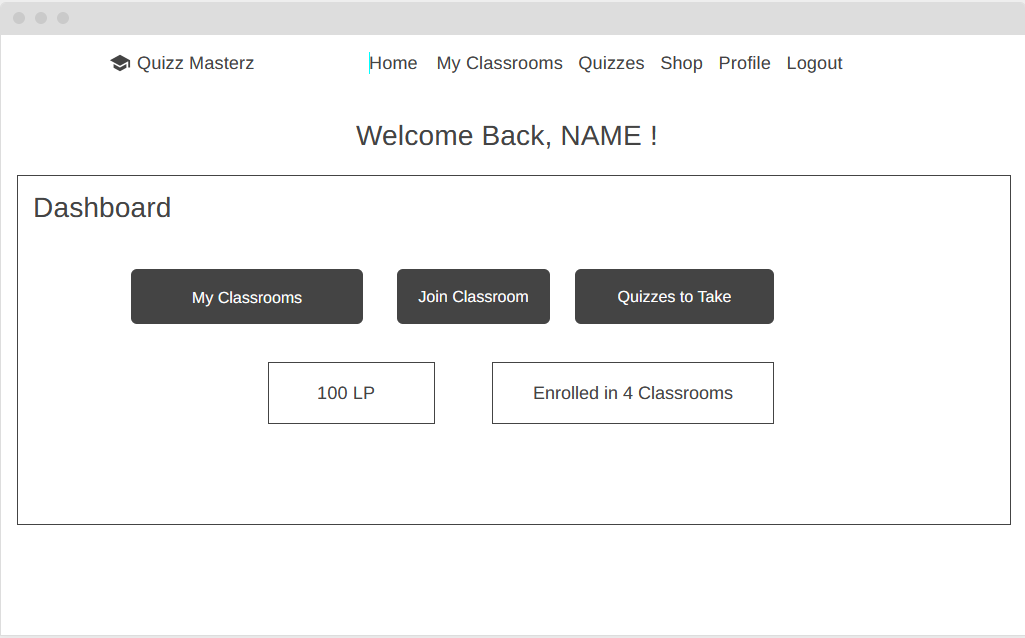 Quizz Masterz Home My Classrooms Quizzes Shop Profile Logout
Welcome Back, NAME !
Dashboard
My Classrooms Join Classroom Quizzes to Take
100 LP Enrolled in 4 Classrooms